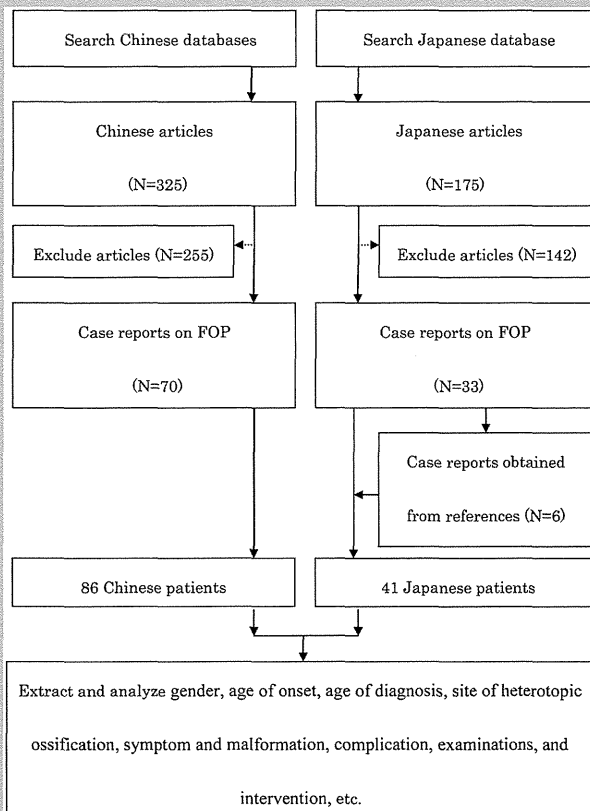 Search Chinese databases
Search Japanese database
Chinese articles
(N=325)
Japanese articles
(N=175)
Exclude articles (N=255)
Exclude articles (N=142)
Case reports on FOP
(N=70)
Case reports on FOP
(N=33)
Case reports obtained
from references (N=6)
86 Chinese patients
41 Japanese patients
Extract and analyze gender, age of onset, age of diagnosis, site of heterotopic
ossification, symptom and malformation, complication, examinations, and
intervention, etc.